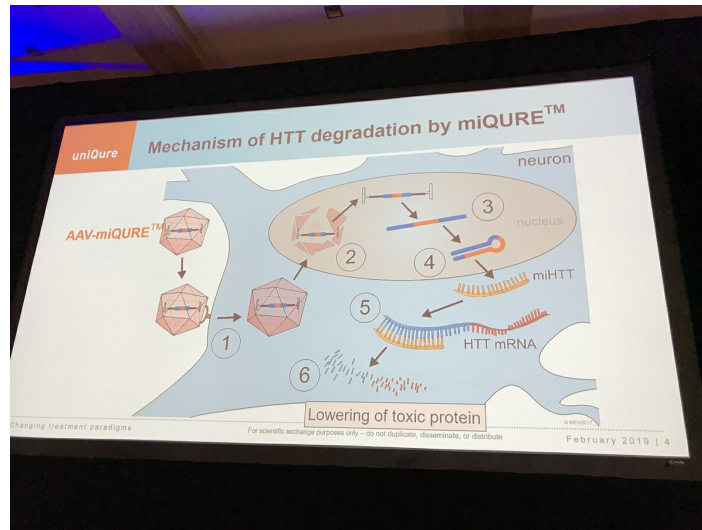 uniQure
Mechanism of HTT degradation by miQURE™
neuron
AAV-miQURE™
nucleus
1
2
3
4
miHTT
5
HTT mRNA
6
Lowering of toxic protein
Changing treatment paradigms
For scientific exchange purposes only – do not duplicate, disseminate, or distribute
February 2019 | 4